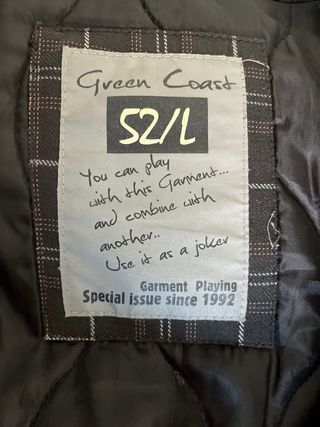 Green Coast
52/L
You can play
with this Garment...
and combine with
another..
Use it as a joker
Garment Playing
Special issue since 1992